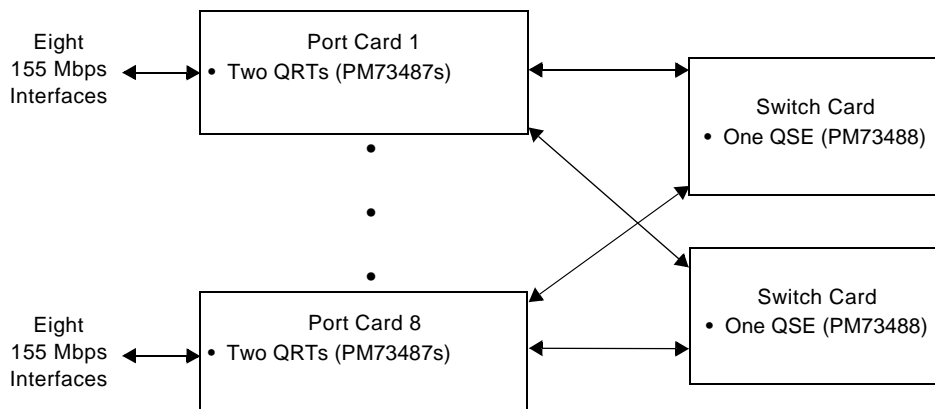 Eight
155 Mbps
Interfaces
Port Card 1
• Two QRTs (PM73487s)
Switch Card
• One QSE (PM73488)
Switch Card
• One QSE (PM73488)
Eight
155 Mbps
Interfaces
Port Card 8
• Two QRTs (PM73487s)